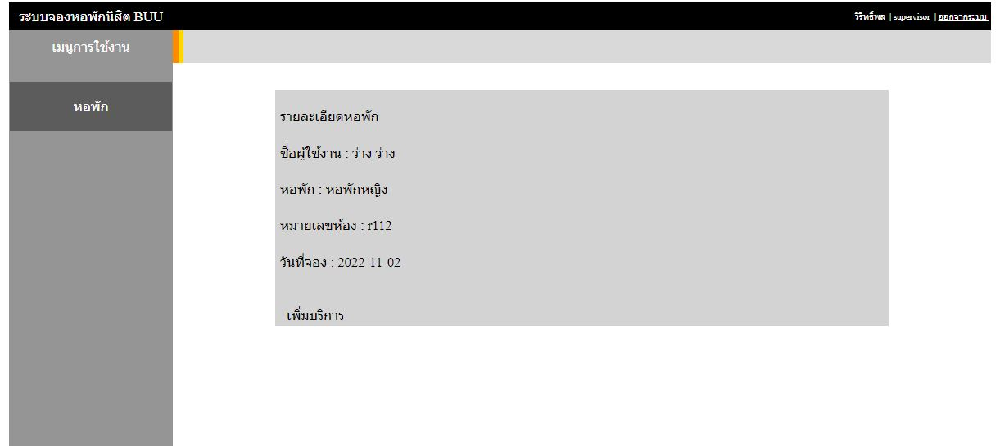 ระบบจองหอพักนิสิต BUU
วิริทธิ์พล | supervisor | ออกจากระบบ
เมนูการใช้งาน
หอพัก
รายละเอียดหอพัก
ชื่อผู้ใช้งาน : ว่าง ว่าง
หอพัก : หอพักหญิง
หมายเลขห้อง : r112
วันที่จอง : 2022-11-02
เพิ่มบริการ